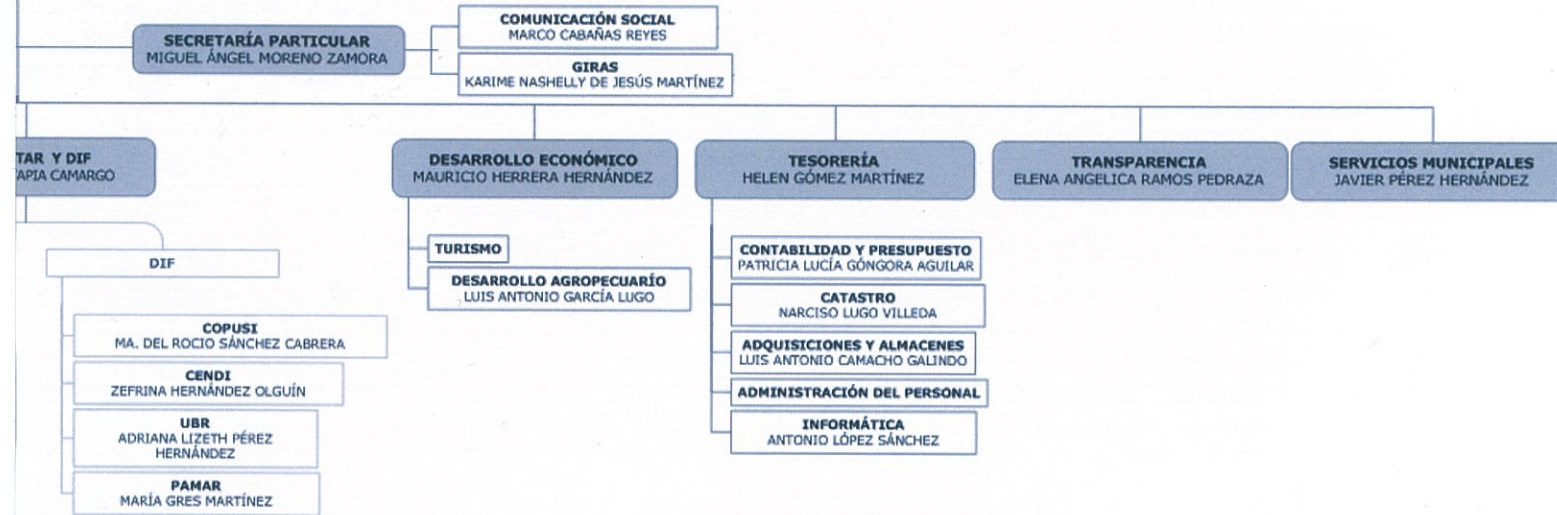 COMUNICACIÓN SOCIAL
MARCO CABAÑAS REYES
SECRETARÍA PARTICULAR
MIGUEL ÁNGEL MORENO ZAMORA
GIRAS
KARIME NASHELLY DE JESÚS MARTÍNEZ
TAR Y DIF
TAPIA CAMARGO
DESARROLLO ECONÓMICO
MAURICIO HERRERA HERNÁNDEZ
TESORERÍA
HELEN GÓMEZ MARTÍNEZ
TRANSPARENCIA
ELENA ANGELICA RAMOS PEDRAZA
SERVICIOS MUNICIPALES
JAVIER PÉREZ HERNÁNDEZ
DIF
COPUSI
MA. DEL ROCIO SÁNCHEZ CABRERA
CENDI
ZEFRINA HERNÁNDEZ OLGUÍN
UBR
ADRIANA LIZETH PÉREZ
HERNÁNDEZ
PAMAR
MARÍA GRES MARTÍNEZ
TURISMO
DESARROLLO AGROPECUARÍO
LUIS ANTONIO GARCÍA LUGO
CONTABILIDAD Y PRESUPUESTO
PATRICIA LUCÍA GÓNGORA AGUILAR
CATASTRO
NARCISO LUGO VILLEDA
ADQUISICIONES Y ALMACENES
LUIS ANTONIO CAMACHO GALINDO
ADMINISTRACIÓN DEL PERSONAL
INFORMÁTICA
ANTONIO LÓPEZ SÁNCHEZ